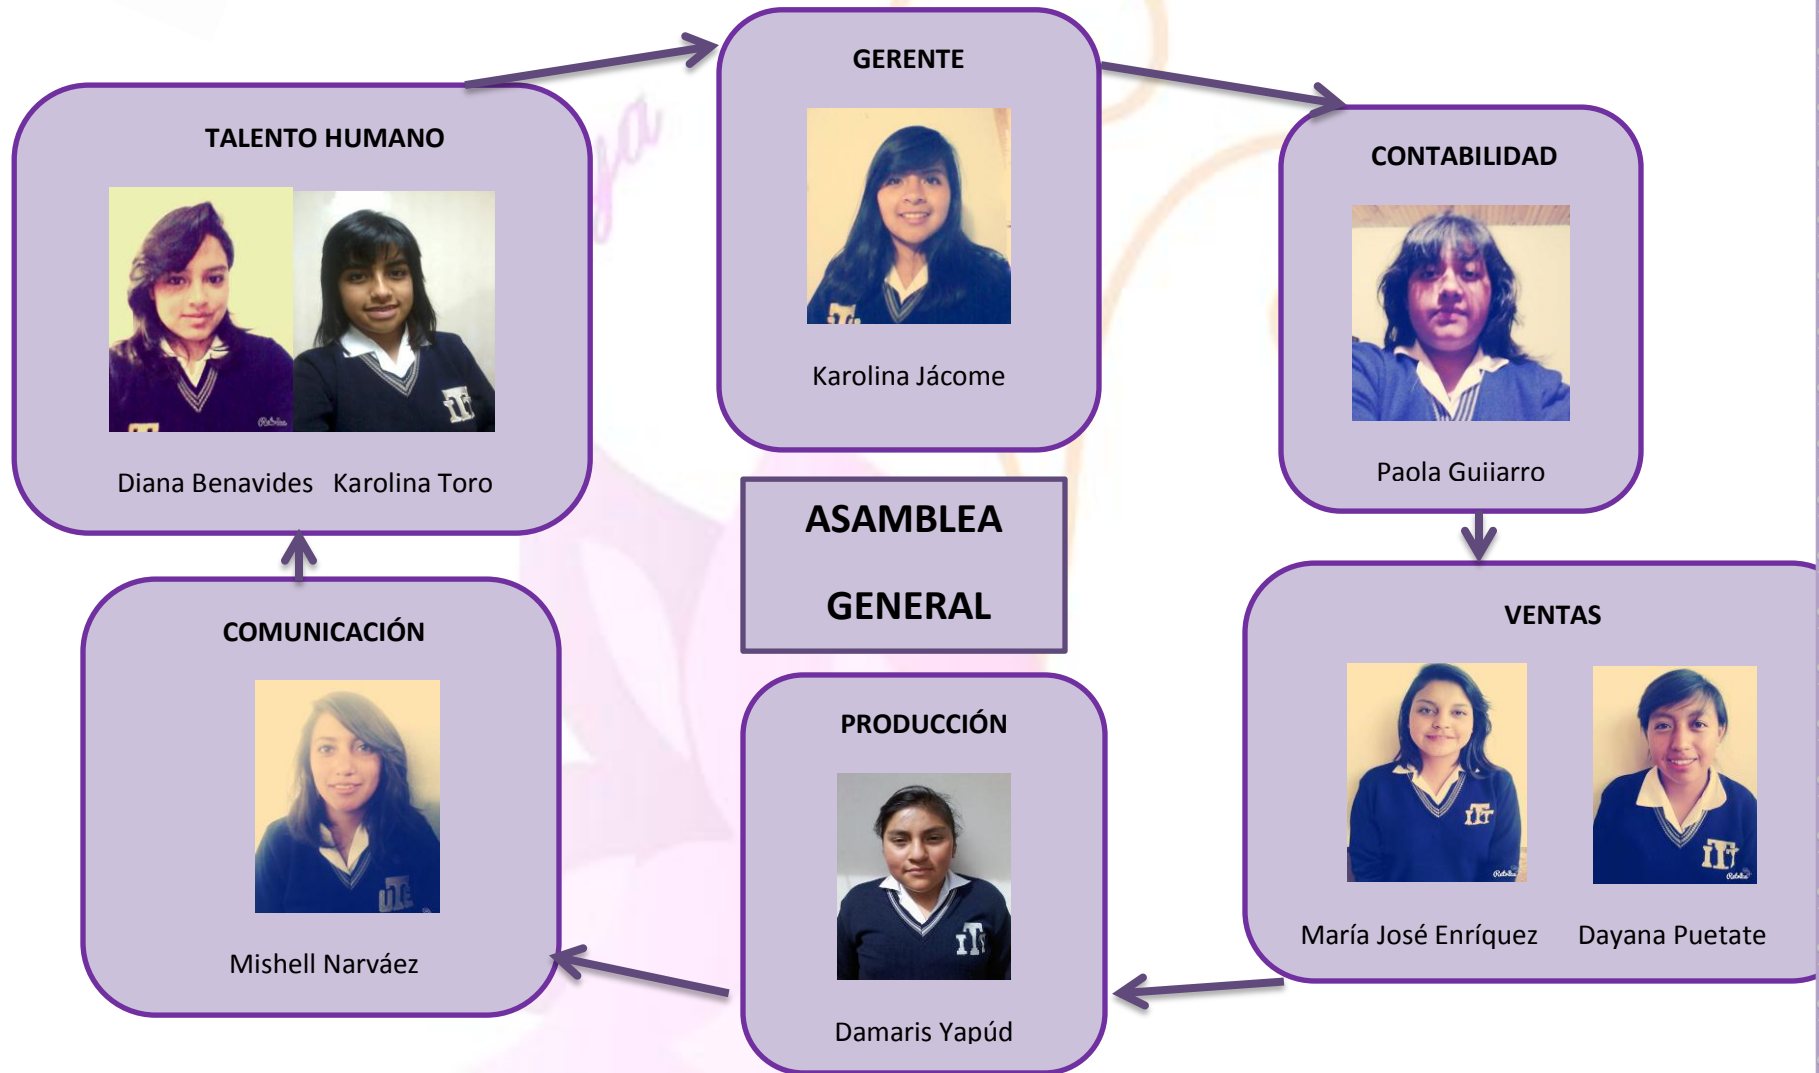 GERENTE
Karolina Jácome
TALENTO HUMANO
Diana Benavides Karolina Toro
CONTABILIDAD
Paola Guijarro
ASAMBLEA
GENERAL
COMUNICACIÓN
Mishell Narváez
PRODUCCIÓN
Damaris Yapúd
VENTAS
María José Enríquez Dayana Puetate